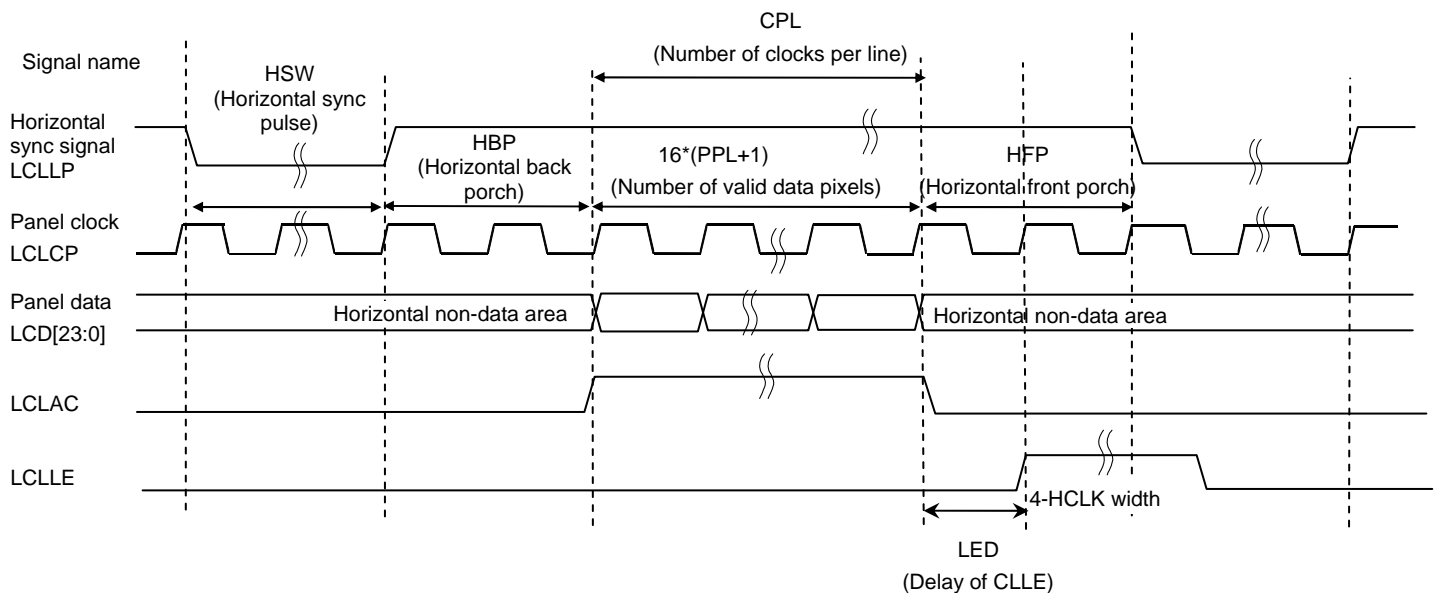 CPL
(Number of clocks per line)
Signal name
HSW
(Horizontal sync
pulse)
Horizontal
sync signal
LCLLP
HBP
(Horizontal back
porch)
16*(PPL+1)
(Number of valid data pixels)
HFP
(Horizontal front porch)
Panel clock
LCLCP
Panel data
LCD[23:0]
Horizontal non-data area
Horizontal non-data area
LCLAC
LCLLE
4-HCLK width
LED
(Delay of CLLE)